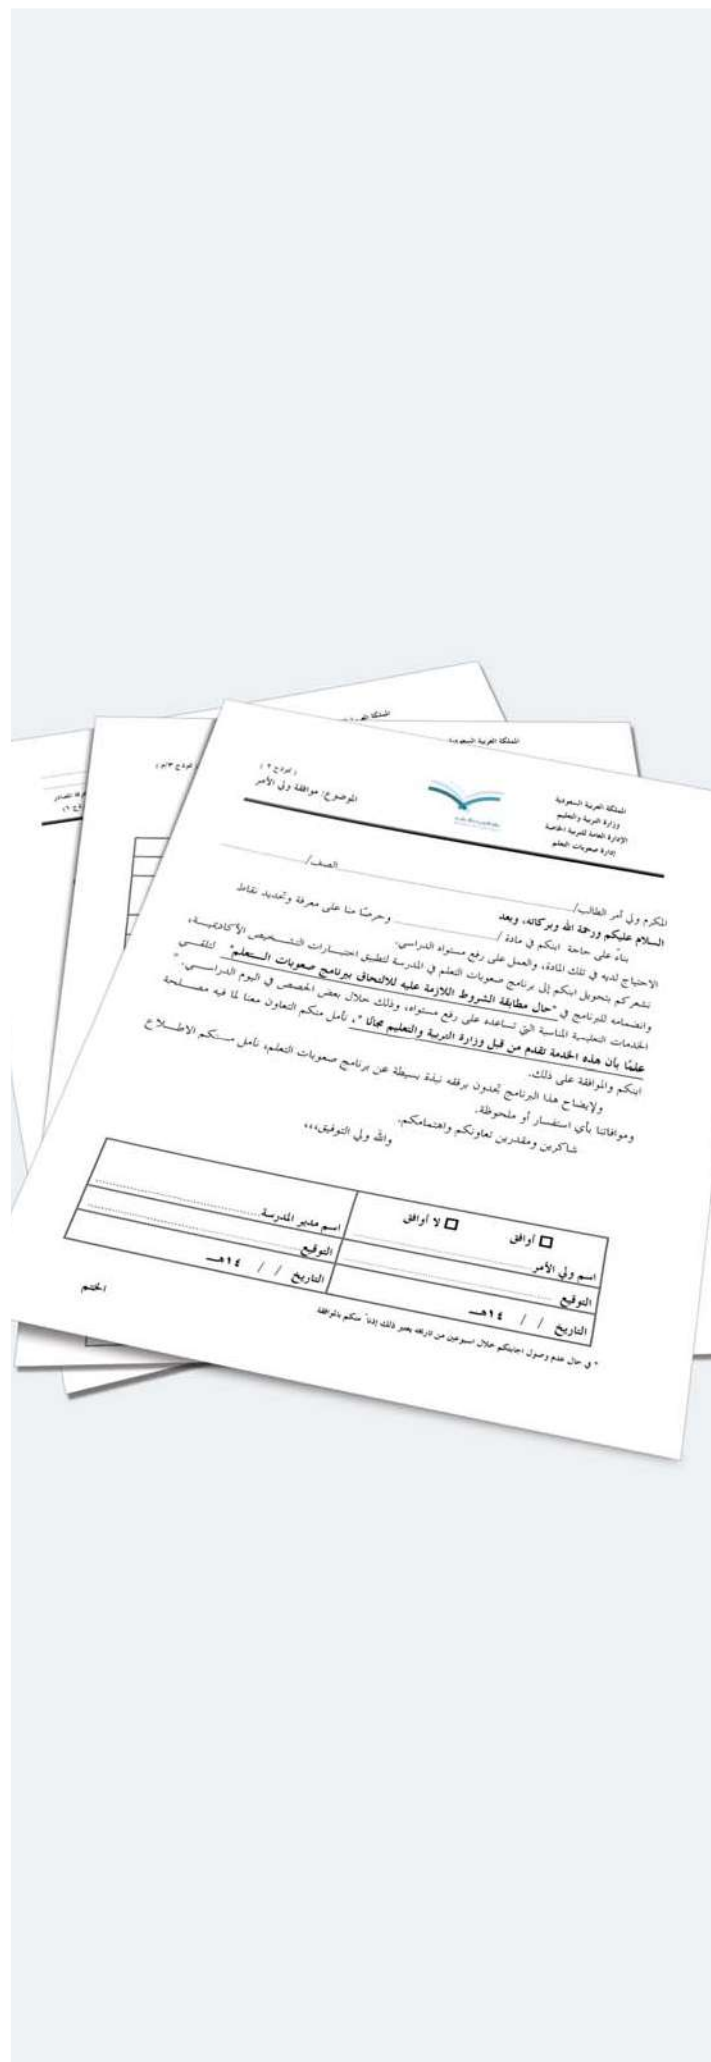 المملكة العربية السعودية
المملكة العربية السعودية
وزارة التربية والتعليم
الإدارة العامة للتربية الخاصة
إدارة صعوبات التعلم
( نموذج ٢ )
الموضوع: موافقة ولي الأمر
المكرم ولي أمر الطالب/ الصف/
السلام عليكم ورحمة الله وبركاته، وبعد
بناءً على حاجة ابنكم في مادة / وحرصًا منا على معرفة وتحديد نقاط
الاحتياج لديه في تلك المادة، والعمل على رفع مستواه الدراسي.
نشعركم بتحويل ابنكم إلى برنامج صعوبات التعلم في المدرسة لتطبيق اختبارات التشخيص الأكاديمية،
وانضمامه للبرنامج في "حال مطابقة الشروط اللازمة عليه للالتحاق ببرنامج صعوبات التعلم" لتلقي
الخدمات التعليمية المناسبة التي تساعده على رفع مستواه، وذلك خلال بعض الحصص في اليوم الدراسي. "
علمًا بأن هذه الخدمة تقدم من قبل وزارة التربية والتعليم مجانًا "، نأمل منكم التعاون معنا لما فيه مصلحة
ابنكم والموافقة على ذلك.
ولإيضاح هذا البرنامج تجدون برفقه نبذة بسيطة عن برنامج صعوبات التعلم، نأمل منكم الاطلاع
وموافاتنا بأي استفسار أو ملحوظة.
شاكرين ومقدرين تعاونكم واهتمامكم.
والله ولي التوفيق،،،
أوافق لا أوافق
اسم ولي الأمر
التوقيع
التاريخ / / ١٤هـ
اسم مدير المدرسة
التوقيع
التاريخ / / ١٤هـ
الختم
* في حال عدم وصول اجابتكم خلال اسبوعين من تاريخه يعتبر ذلك إذناً منكم بالموافقة